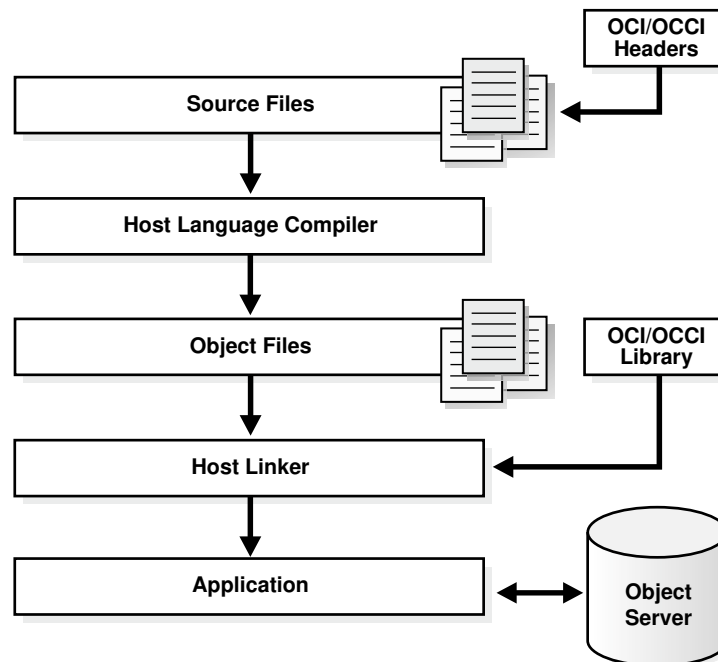 OCI/OCCI
Headers
Source Files
Host Language Compiler
Object Files
OCI/OCCI
Library
Host Linker
Application
Object
Server